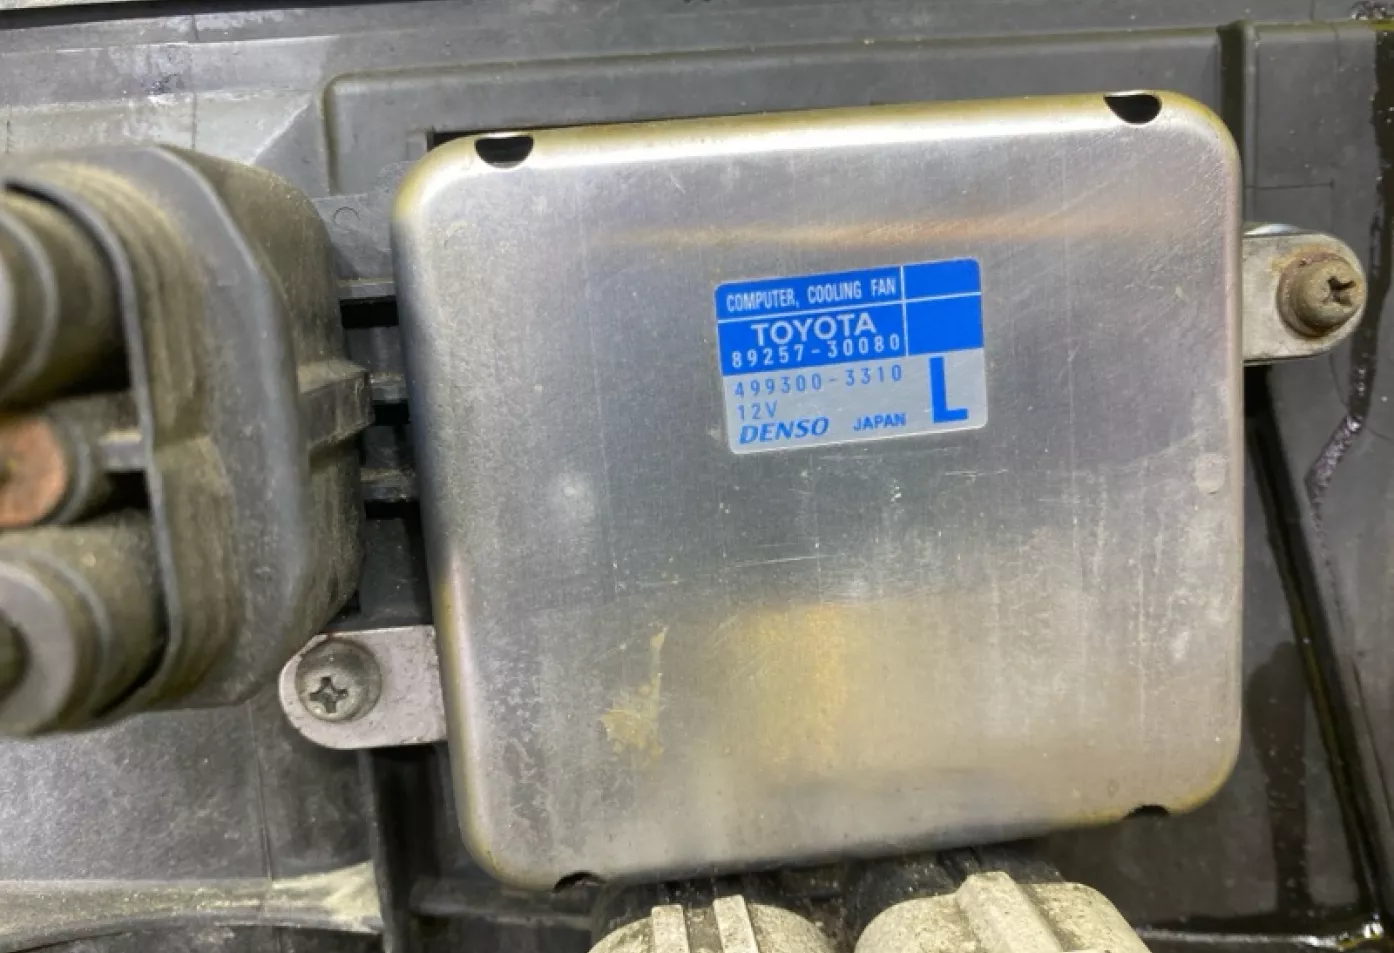 COMPUTER, COOLING FAN
TOYOTA
89257-30080
499300-3310
12V
L
DENSO JAPAN